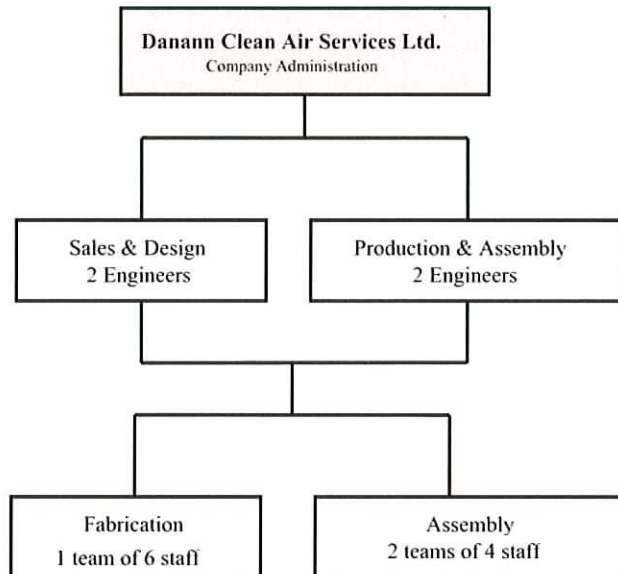 Danann Clean Air Services Ltd.
Company Administration
Sales & Design
2 Engineers
Production & Assembly
2 Engineers
Fabrication
1 team of 6 staff
Assembly
2 teams of 4 staff